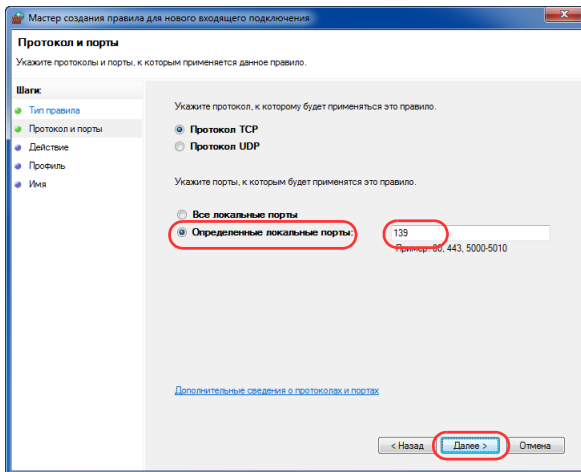 Мастер создания правила для нового входящего подключения
Протокол и порты
Укажите протоколы и порты, к которым применяется данное правило.
Шаги:
Тип правила
Протокол и порты
Действие
Профиль
Имя
Укажите протокол, к которому будет применяться это правило.
Протокол TCP
Протокол UDP
Укажите порты, к которым будет применятся это правило.
Все локальные порты
Определенные локальные порты:
139
Пример: 80, 443, 5000-5010
Дополнительные сведения о протоколах и портах
< Назад
Далее >
Отмена